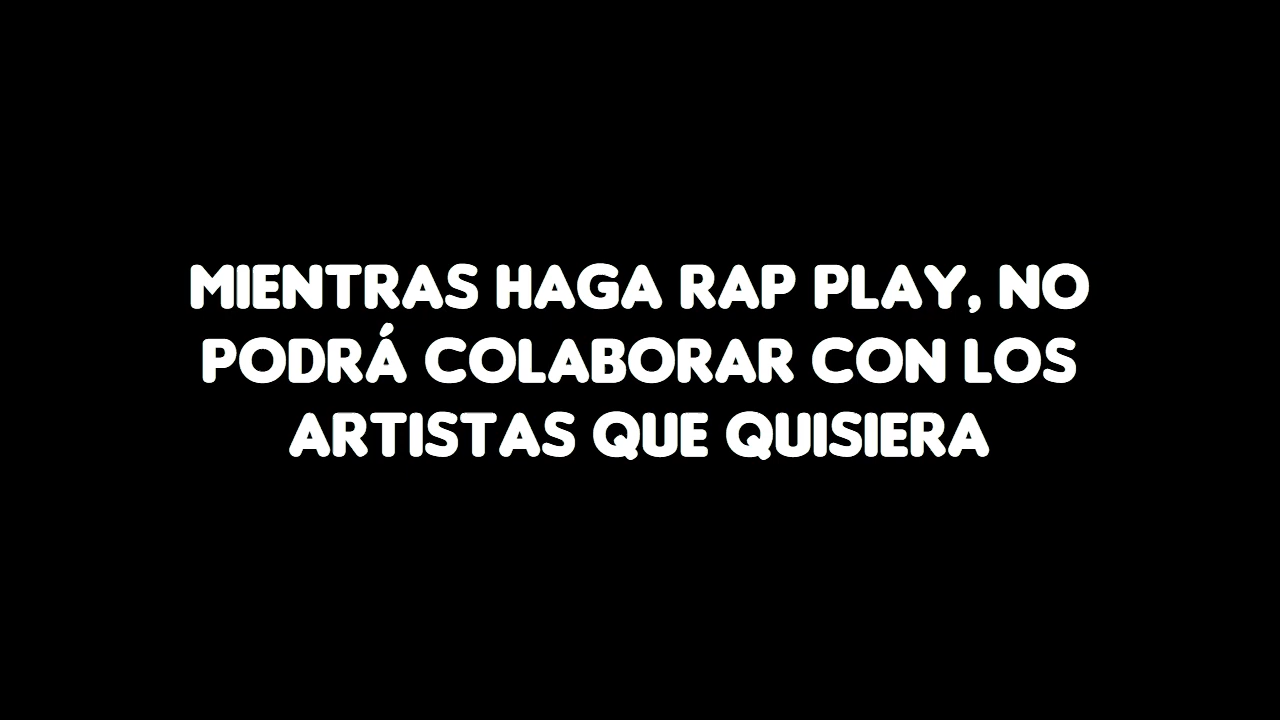 MIENTRAS HAGA RAP PLAY, NO
PODRÁ COLABORAR CON LOS
ARTISTAS QUE QUISIERA